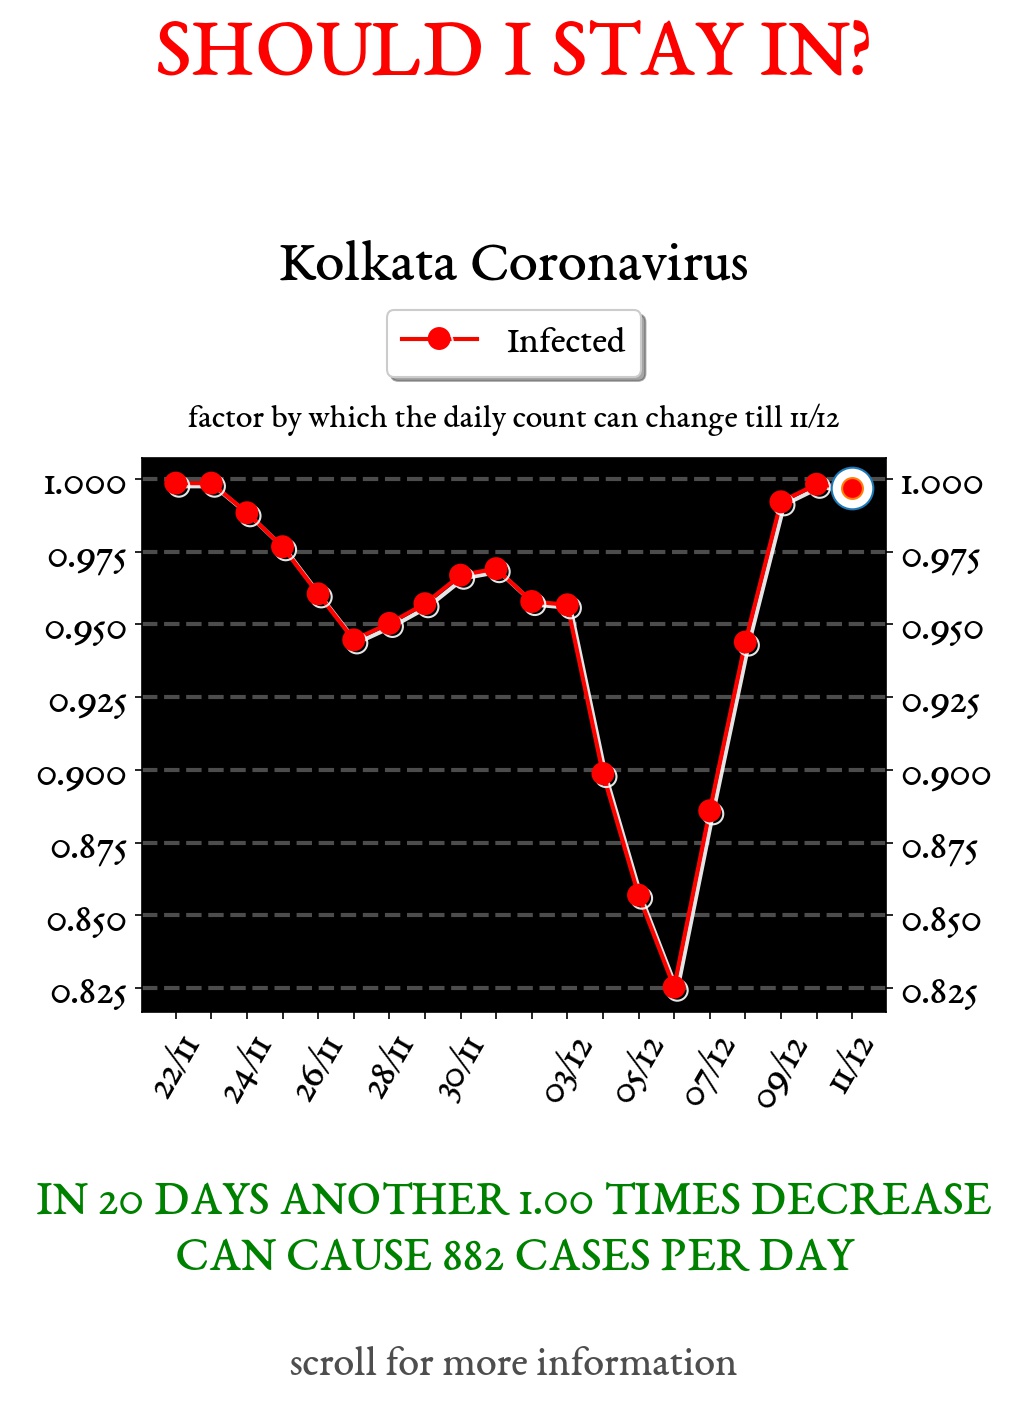 SHOULD I STAY IN?
Kolkata Coronavirus
Infected
factor by which the daily count can change till 11/12
1.000 1.000
0.975 0.975
0.950 0.950
0.925 0.925
0.900 0.900
0.875 0.875
0.850 0.850
0.825 0.825
22/11 24/11 26/11 28/11 30/11 03/12 05/12 07/12 09/12 11/12
IN 20 DAYS ANOTHER 1.00 TIMES DECREASE
CAN CAUSE 882 CASES PER DAY
scroll for more information